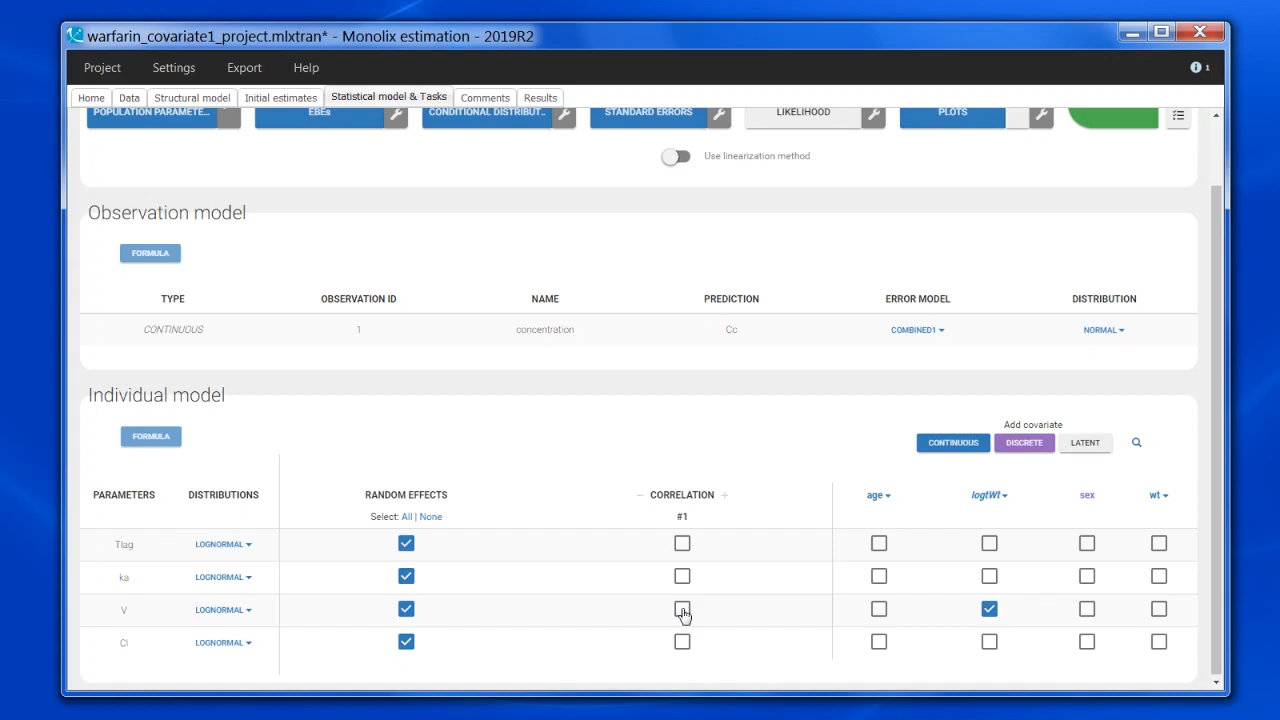 warfarin_covariate1_project.mlxtran* - Monolix estimation - 2019R2
Project Settings Export Help 1
Home Data Structural model Initial estimates Statistical model & Tasks Comments Results
POPULATION PARAMETE... EBEs CONDITIONAL DISTRIBUT.. STANDARD ERRORS LIKELIHOOD PLOTS
Use linearization method
Observation model
FORMULA
TYPE OBSERVATION ID NAME PREDICTION ERROR MODEL DISTRIBUTION
CONTINUOUS 1 concentration Cc COMBINED1 NORMAL
Individual model
Add covariate
FORMULA CONTINUOUS DISCRETE LATENT
PARAMETERS DISTRIBUTIONS RANDOM EFFECTS − CORRELATION + age logtWt sex wt
Select: All | None #1
Tlag LOGNORMAL
ka LOGNORMAL
V LOGNORMAL
Cl LOGNORMAL